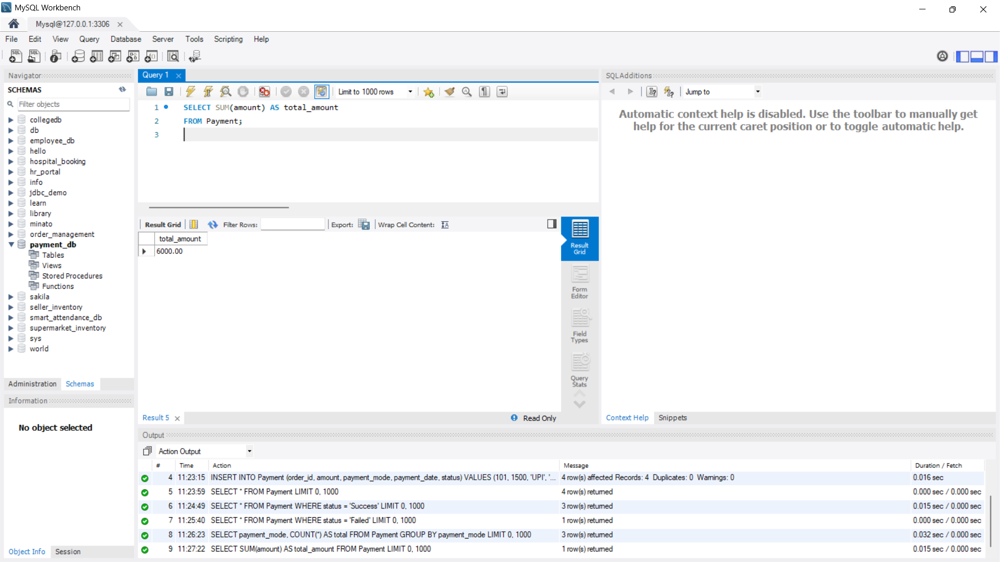 MySQL Workbench
Mysql@127.0.0.1:3306
File Edit View Query Database Server Tools Scripting Help
Navigator
SCHEMAS
Filter objects
collegedb
db
employee_db
hello
hospital_booking
hr_portal
info
jdbc_demo
learn
library
minato
order_management
payment_db
Tables
Views
Stored Procedures
Functions
sakila
seller_inventory
smart_attendance_db
supermarket_inventory
sys
world
Administration Schemas
Information
No object selected
Object Info Session
Query 1
Limit to 1000 rows
1 SELECT SUM(amount) AS total_amount
2 FROM Payment;
3
Result Grid Filter Rows: Export: Wrap Cell Content:
total_amount
6000.00
Result
Grid
Form
Editor
Field
Types
Query
Stats
Result 5 Read Only
SQLAdditions
Jump to
Automatic context help is disabled. Use the toolbar to manually get
help for the current caret position or to toggle automatic help.
Context Help Snippets
Output
Action Output
# Time Action Message Duration / Fetch
4 11:23:15 INSERT INTO Payment (order_id, amount, payment_mode, payment_date, status) VALUES (101, 1500, 'UPI', '... 4 row(s) affected Records: 4 Duplicates: 0 Warnings: 0 0.016 sec
5 11:23:59 SELECT * FROM Payment LIMIT 0, 1000 4 row(s) returned 0.000 sec / 0.000 sec
6 11:24:49 SELECT * FROM Payment WHERE status = 'Success' LIMIT 0, 1000 3 row(s) returned 0.015 sec / 0.000 sec
7 11:25:40 SELECT * FROM Payment WHERE status = 'Failed' LIMIT 0, 1000 1 row(s) returned 0.000 sec / 0.000 sec
8 11:26:23 SELECT payment_mode, COUNT(*) AS total FROM Payment GROUP BY payment_mode LIMIT 0, 1000 3 row(s) returned 0.032 sec / 0.000 sec
9 11:27:22 SELECT SUM(amount) AS total_amount FROM Payment LIMIT 0, 1000 1 row(s) returned 0.015 sec / 0.000 sec